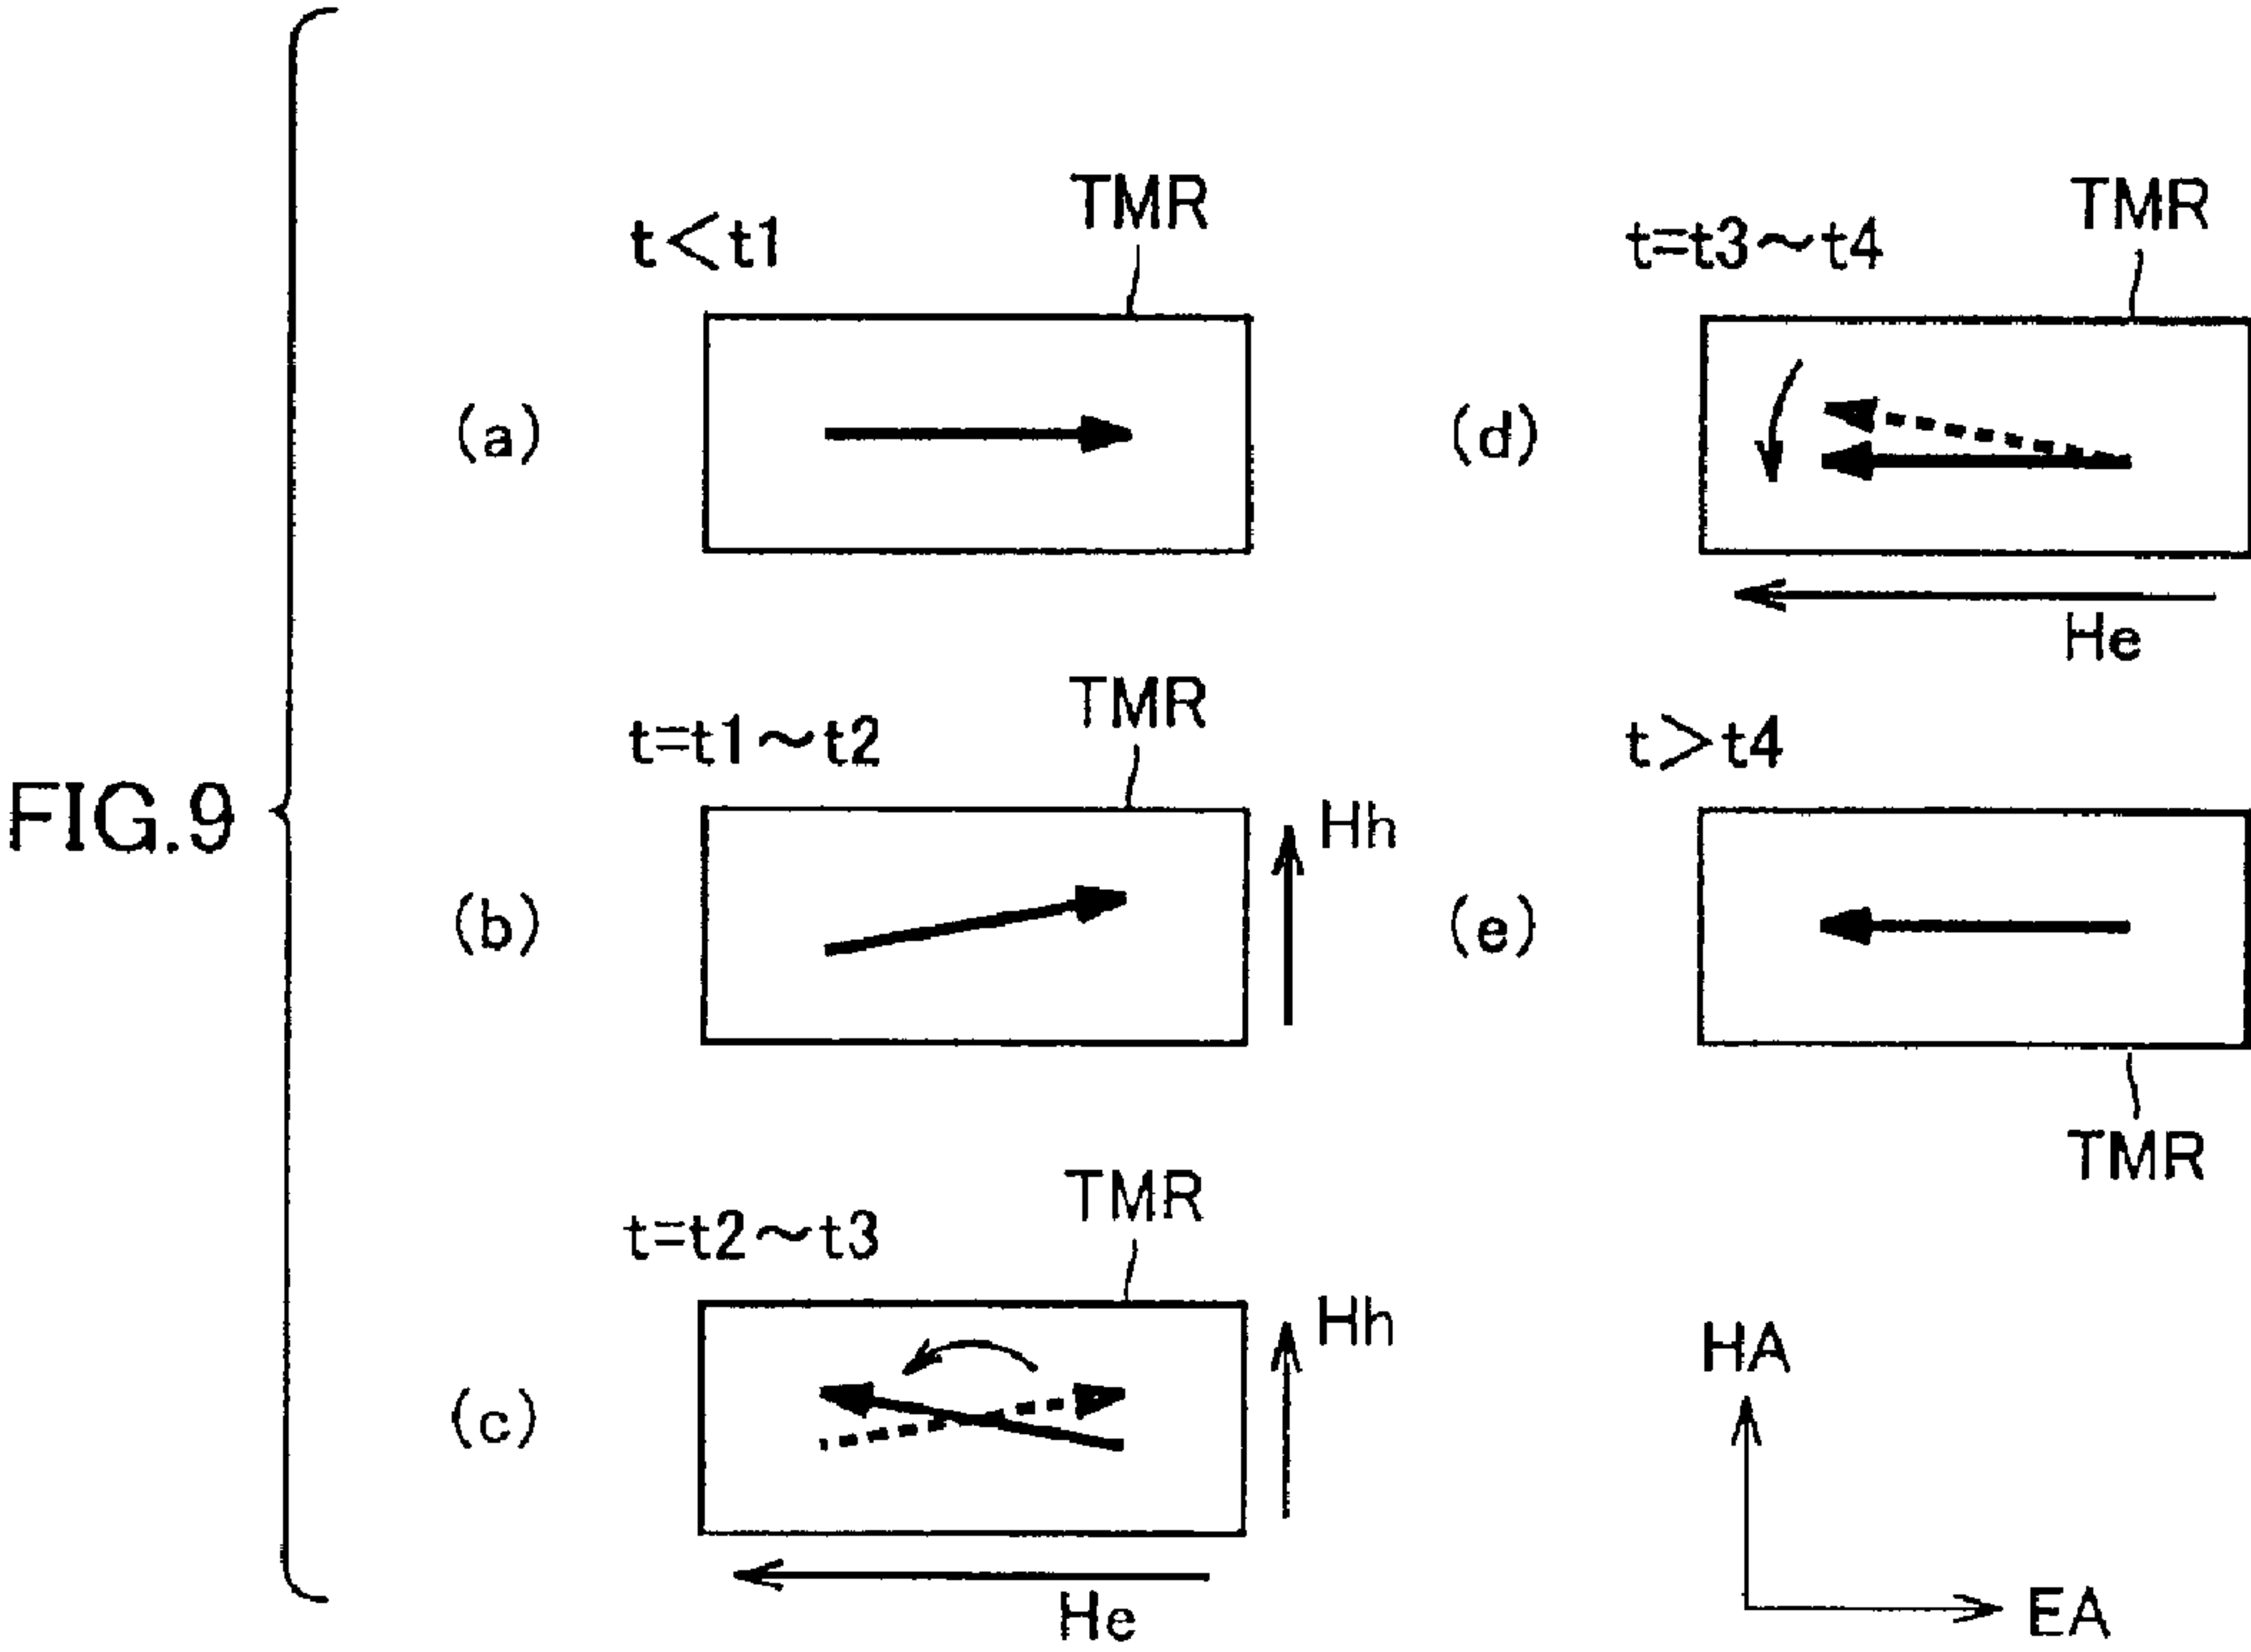 FIG.9
t<t1
TMR
(a)
t=t1~t2
TMR
(b)
Hh
t=t2~t3
TMR
(c)
Hh
He
t=t3~t4
TMR
(d)
He
t>t4
(e)
TMR
HA
EA